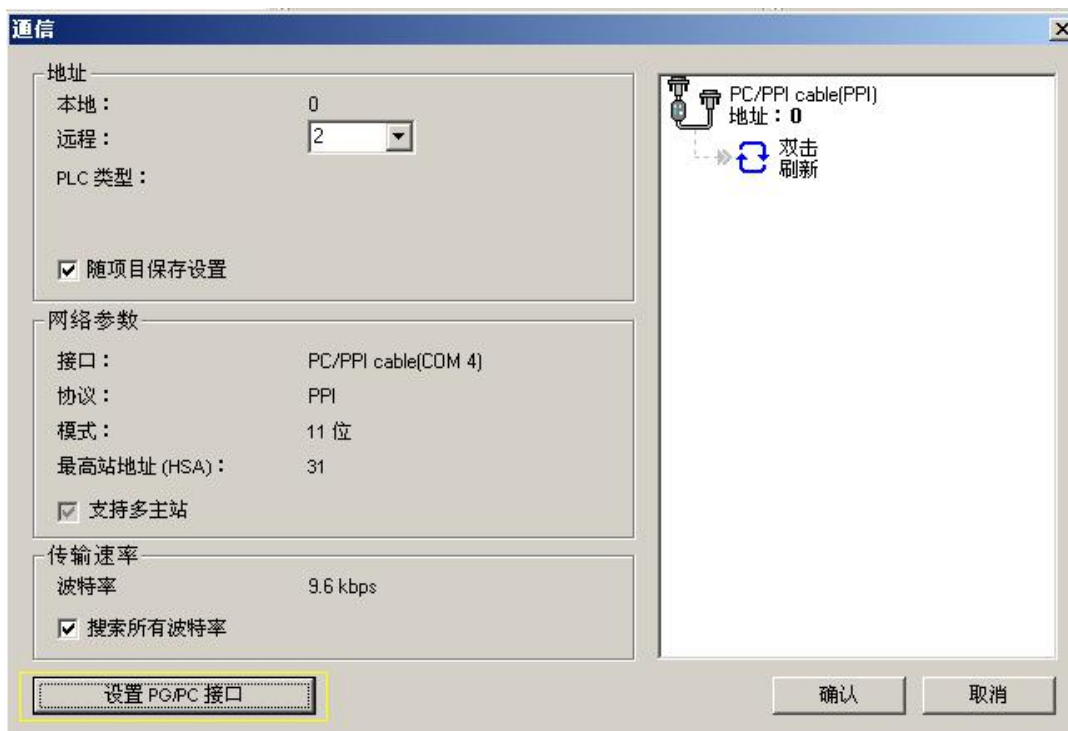 通信
地址
本地： 0
远程： 2
PLC 类型：
随项目保存设置
网络参数
接口： PC/PPI cable(COM 4)
协议： PPI
模式： 11 位
最高站地址 (HSA)： 31
支持多主站
传输速率
波特率 9.6 kbps
搜索所有波特率
设置 PG/PC 接口
PC/PPI cable(PPI)
地址：0
双击
刷新
确认
取消